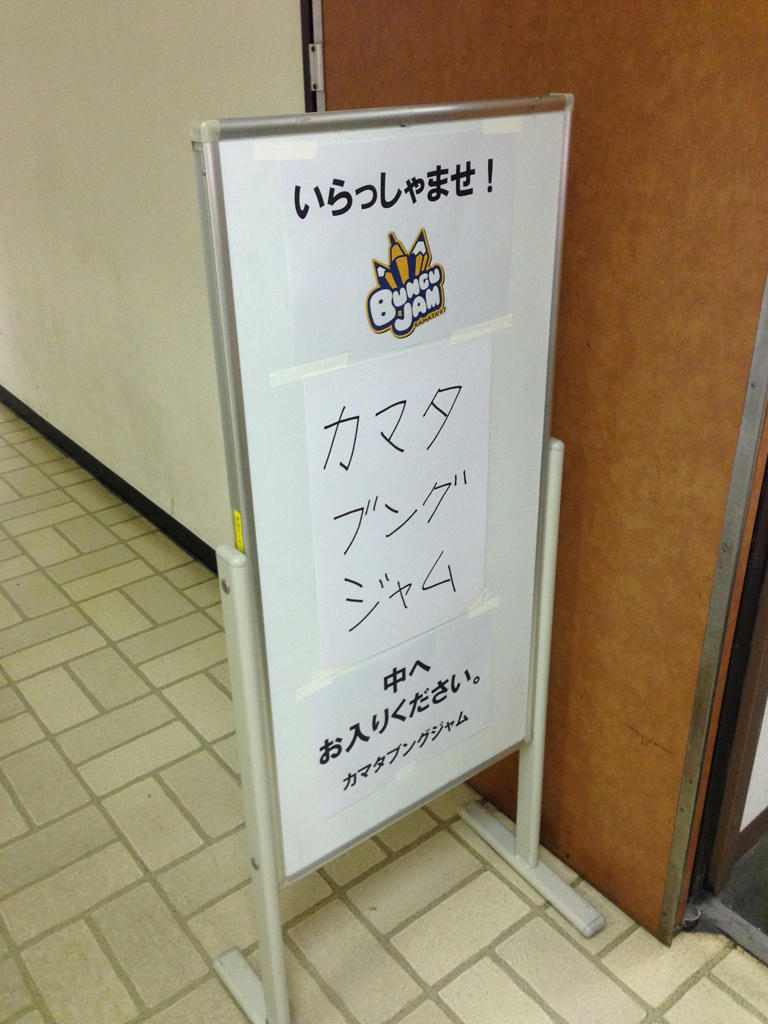 いらっしゃませ！
BUNGU
JAM
KAMATA!!
カマタ
ブング
ジャム
中へ
お入りください。
カマタブングジャム